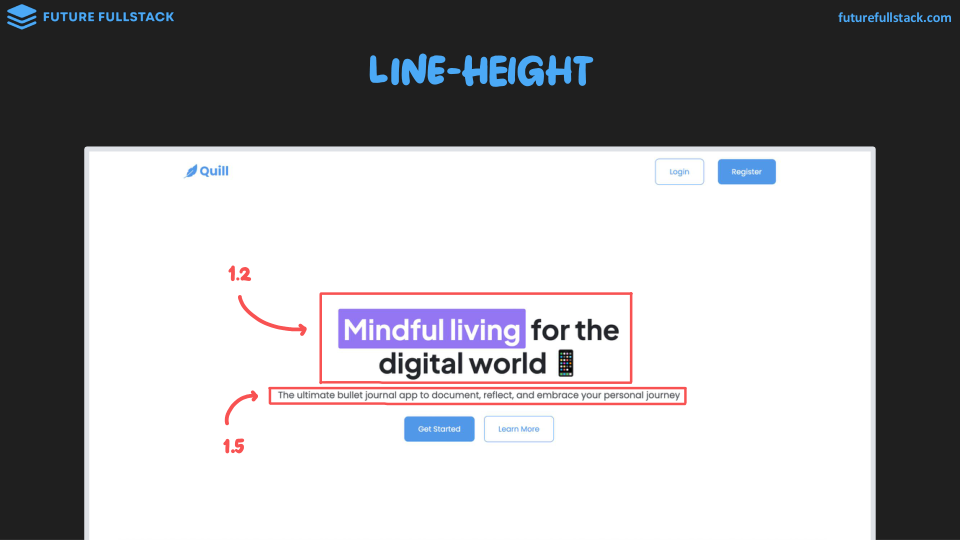 FUTURE FULLSTACK
futurefullstack.com
LINE-HEIGHT
Quill
Login
Register
1.2
Mindful living for the
digital world
The ultimate bullet journal app to document, reflect, and embrace your personal journey
1.5
Get Started
Learn More